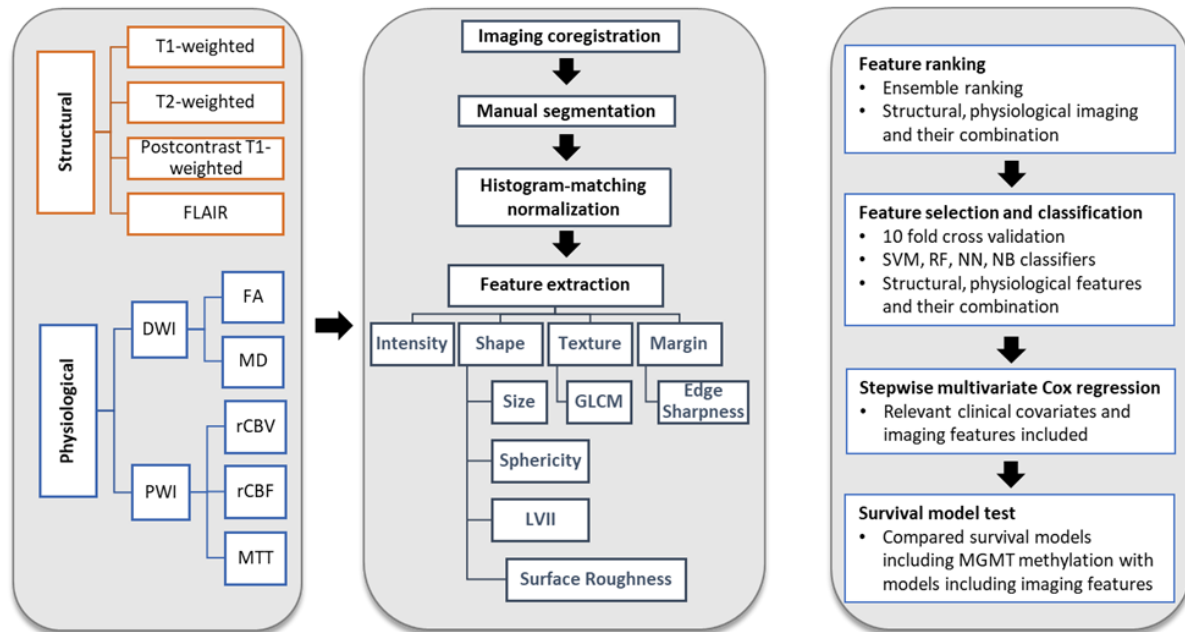 Structural
T1-weighted
T2-weighted
Postcontrast T1-
weighted
FLAIR
Physiological
DWI
FA
MD
PWI
rCBV
rCBF
MTT
Imaging coregistration
Manual segmentation
Histogram-matching
normalization
Feature extraction
Intensity
Shape
Texture
Margin
Size
GLCM
Edge
Sharpness
Sphericity
LVII
Surface Roughness
Feature ranking
• Ensemble ranking
• Structural, physiological imaging
and their combination
Feature selection and classification
• 10 fold cross validation
• SVM, RF, NN, NB classifiers
• Structural, physiological features
and their combination
Stepwise multivariate Cox regression
• Relevant clinical covariates and
imaging features included
Survival model test
• Compared survival models
including MGMT methylation with
models including imaging features